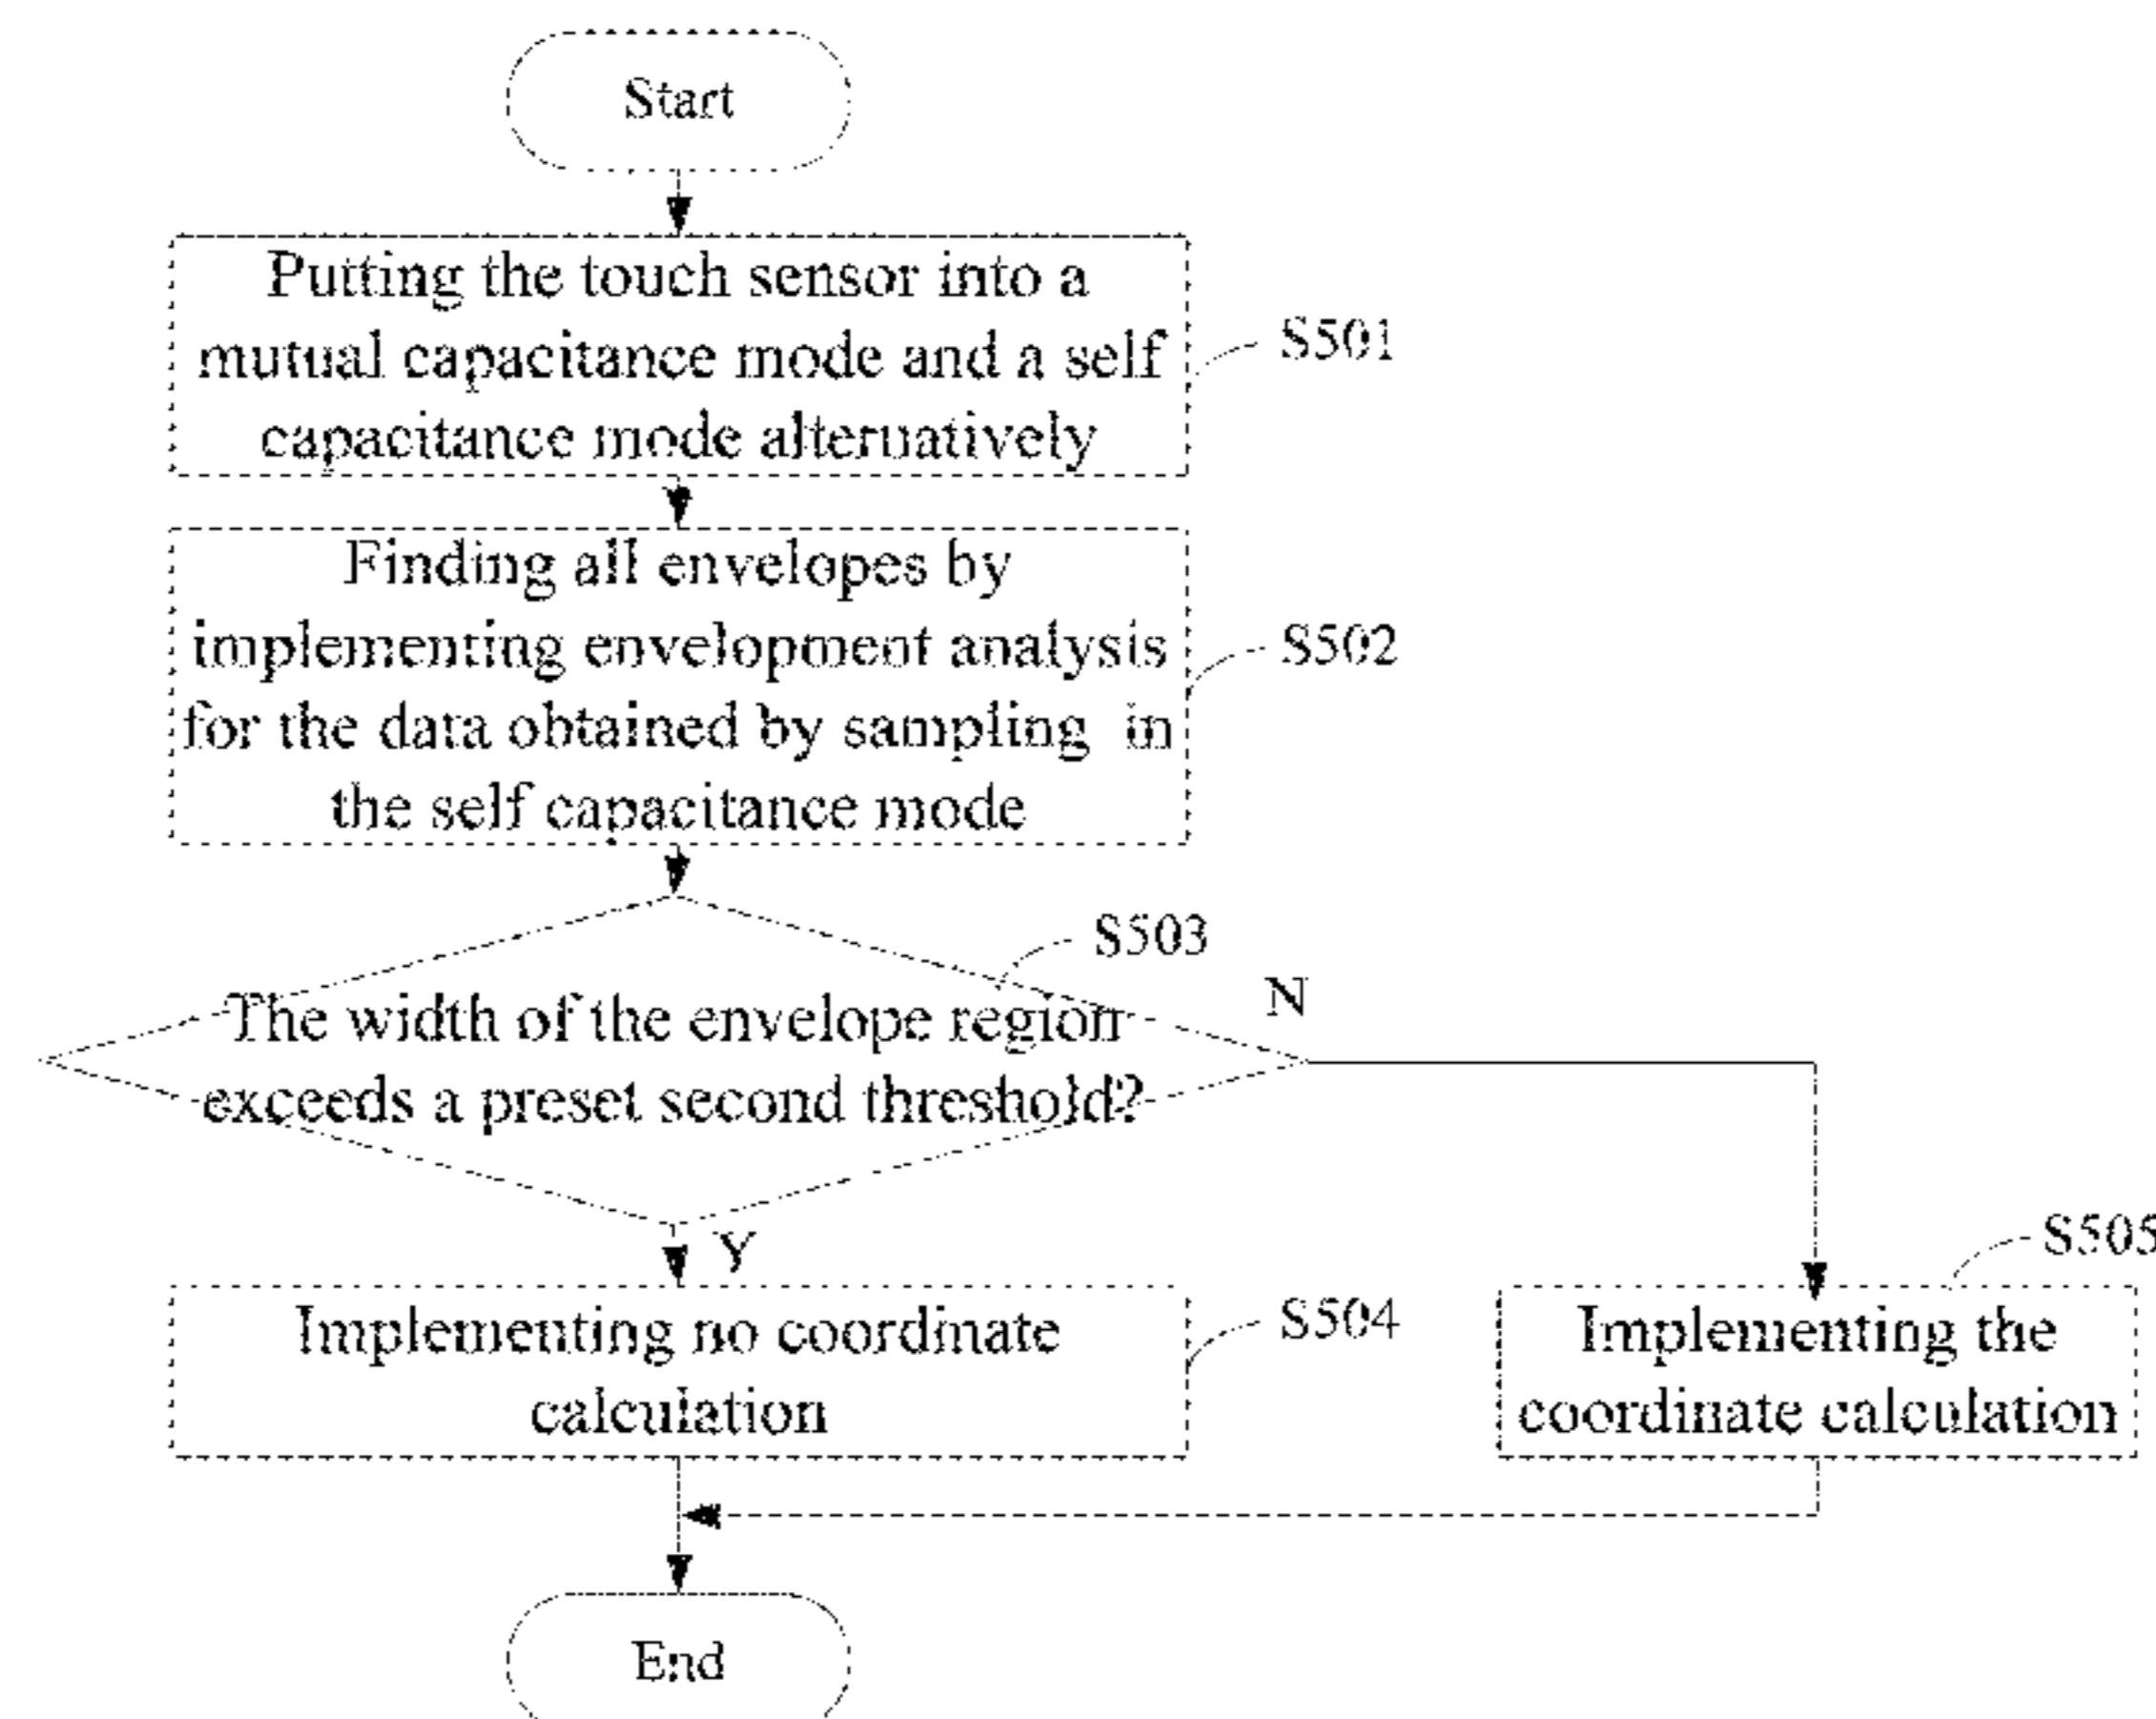 Start
Putting the touch sensor into a
mutual capacitance mode and a self
capacitance mode alternatively
S501
Finding all envelopes by
implementing envelopment analysis
for the data obtained by sampling in
the self capacitance mode
S502
S503
The width of the envelope region
exceeds a preset second threshold?
N
Y
Implementing no coordinate
calculation
S504
S505
Implementing the
coordinate calculation
End